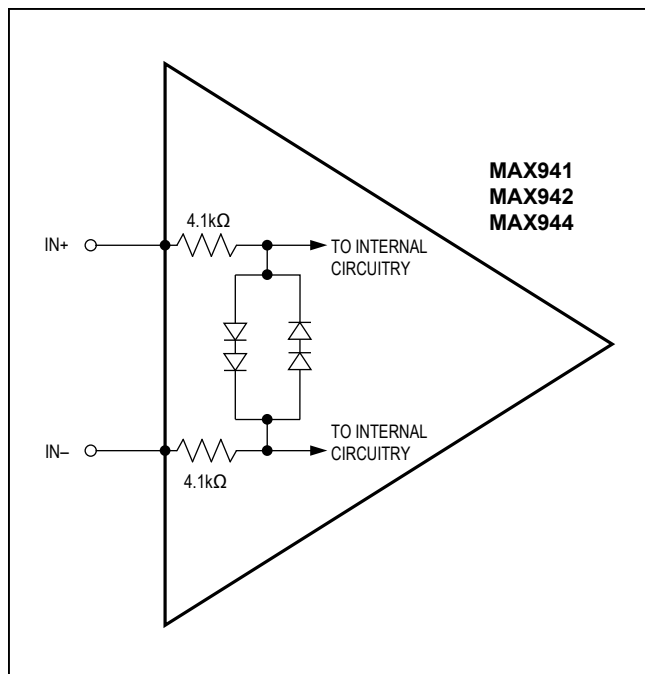 MAX941
MAX942
MAX944
4.1kΩ
IN+
TO INTERNAL
CIRCUITRY
TO INTERNAL
CIRCUITRY
IN–
4.1kΩ